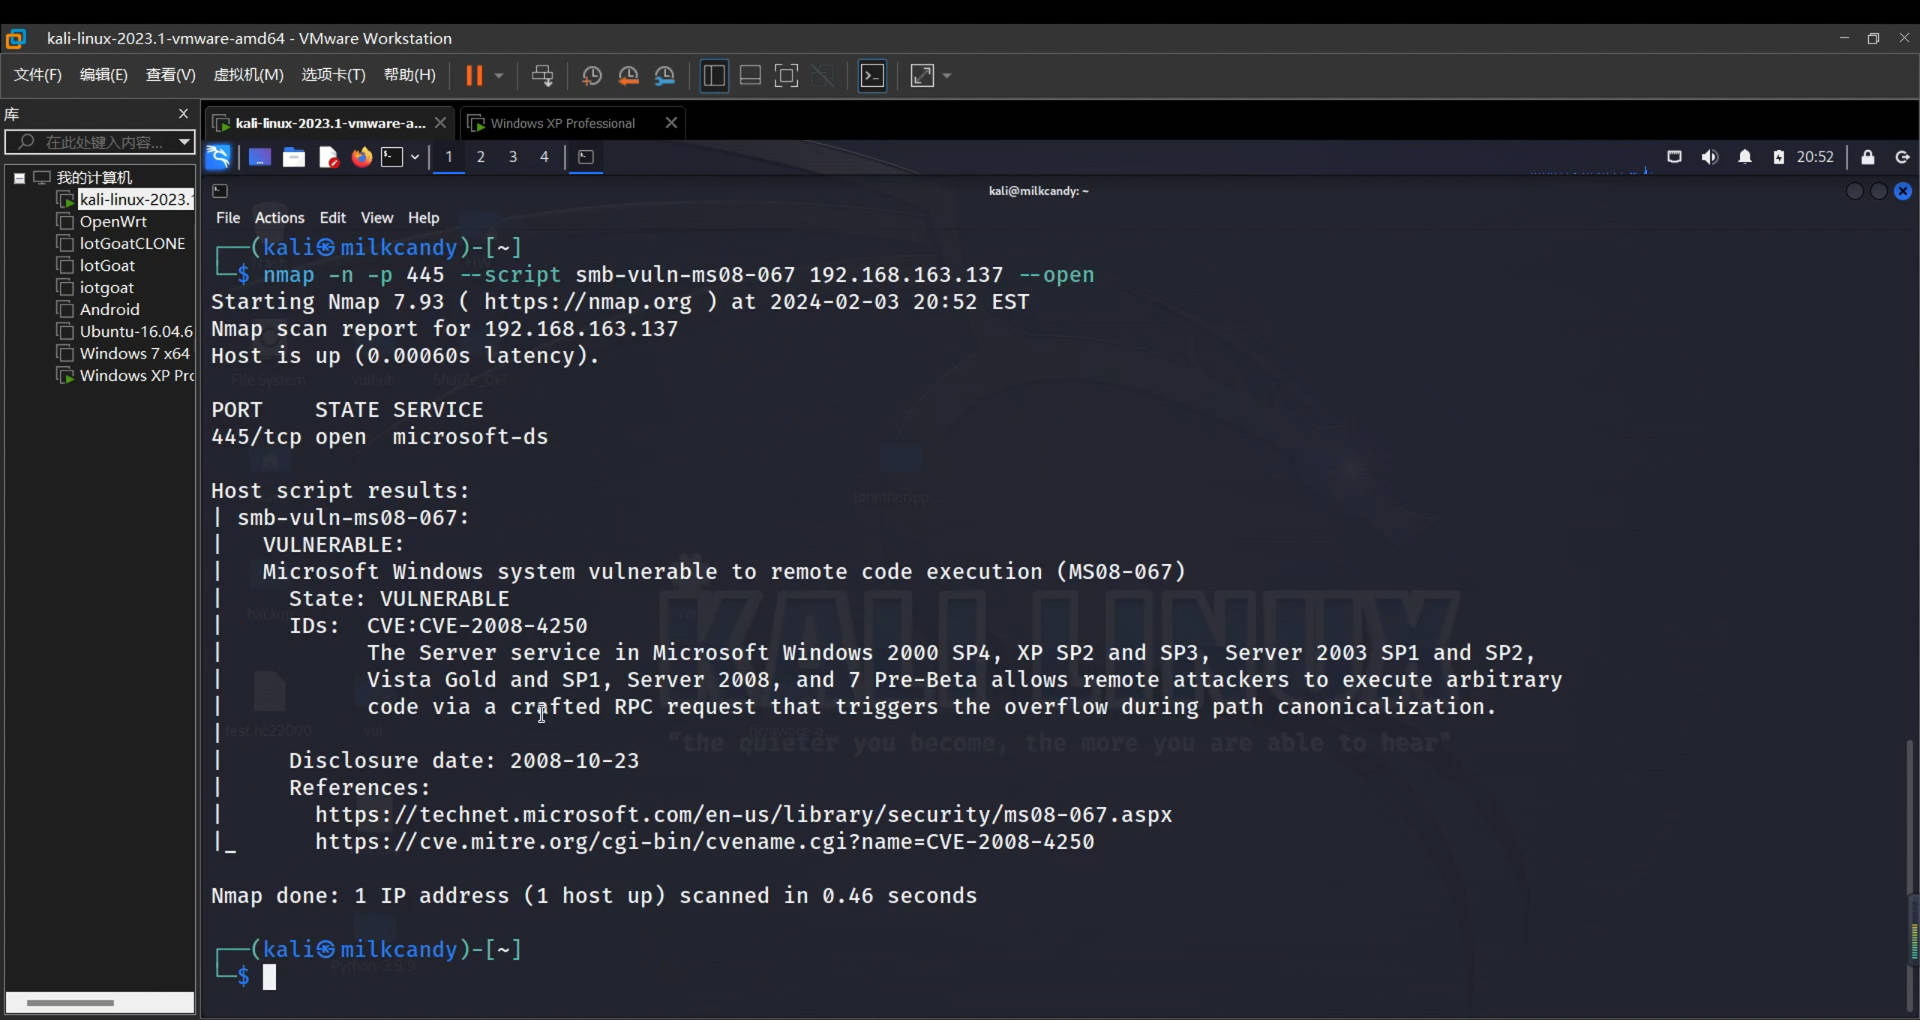 kali-linux-2023.1-vmware-amd64 - VMware Workstation
文件(F) 编辑(E) 查看(V) 虚拟机(M) 选项卡(T) 帮助(H)
库
在此处键入内容...
我的计算机
kali-linux-2023.1
OpenWrt
IotGoatCLONE
IotGoat
iotgoat
Android
Ubuntu-16.04.6
Windows 7 x64
Windows XP Pro
kali-linux-2023.1-vmware-a...
Windows XP Professional
1 2 3 4
20:52
kali@milkcandy: ~
File Actions Edit View Help
┌──(kali㉿milkcandy)-[~]
└─$ nmap -n -p 445 --script smb-vuln-ms08-067 192.168.163.137 --open
Starting Nmap 7.93 ( https://nmap.org ) at 2024-02-03 20:52 EST
Nmap scan report for 192.168.163.137
Host is up (0.00060s latency).
PORT    STATE SERVICE
445/tcp open  microsoft-ds
Host script results:
| smb-vuln-ms08-067:
|   VULNERABLE:
|   Microsoft Windows system vulnerable to remote code execution (MS08-067)
|     State: VULNERABLE
|     IDs:  CVE:CVE-2008-4250
|           The Server service in Microsoft Windows 2000 SP4, XP SP2 and SP3, Server 2003 SP1 and SP2,
|           Vista Gold and SP1, Server 2008, and 7 Pre-Beta allows remote attackers to execute arbitrary
|           code via a crafted RPC request that triggers the overflow during path canonicalization.
|
|     Disclosure date: 2008-10-23
|     References:
|       https://technet.microsoft.com/en-us/library/security/ms08-067.aspx
|_      https://cve.mitre.org/cgi-bin/cvename.cgi?name=CVE-2008-4250
Nmap done: 1 IP address (1 host up) scanned in 0.46 seconds
┌──(kali㉿milkcandy)-[~]
└─$
File System
test.hc22000
KALI LINUX
"the quieter you become, the more you are able to hear"